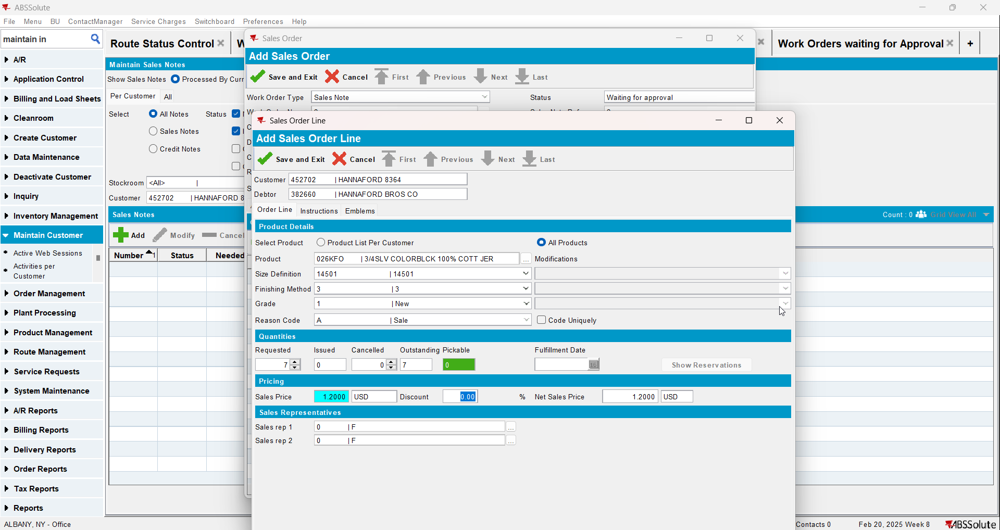 ABSSolute
File Menu BU ContactManager Service Charges Switchboard Preferences Help
maintain in
Route Status Control
Work Orders waiting for Approval
+
A/R
Application Control
Billing and Load Sheets
Cleanroom
Create Customer
Data Maintenance
Deactivate Customer
Inquiry
Inventory Management
Maintain Customer
Active Web Sessions
Activities per
Customer
Order Management
Plant Processing
Product Management
Route Management
Service Requests
System Maintenance
A/R Reports
Billing Reports
Delivery Reports
Order Reports
Tax Reports
Reports
Maintain Sales Notes
Show Sales Notes Processed By Curr
Per Customer All
Select All Notes Status
Sales Notes
Credit Notes
Stockroom <All> |
Customer 452702 | HANNAFORD 8
Sales Notes
Count : 0 Grid View All
Add Modify Cancel
Number 1 Status Needed
Sales Order
Add Sales Order
Save and Exit Cancel First Previous Next Last
Work Order Type Sales Note Status Waiting for approval
Sales Order Line
Add Sales Order Line
Save and Exit Cancel First Previous Next Last
Customer 452702 | HANNAFORD 8364
Debtor 382660 | HANNAFORD BROS CO
Order Line Instructions Emblems
Product Details
Select Product Product List Per Customer All Products
Product 026KFO | 3/4SLV COLORBLCK 100% COTT JER ... Modifications
Size Definition 14501 | 14501
Finishing Method 3 | 3
Grade 1 | New
Reason Code A | Sale Code Uniquely
Quantities
Requested Issued Cancelled Outstanding Pickable Fulfillment Date
7 0 0 7 0 15 Show Reservations
Pricing
Sales Price 1.2000 USD Discount 0.00 % Net Sales Price 1.2000 USD
Sales Representatives
Sales rep 1 0 | F ...
Sales rep 2 0 | F ...
ALBANY, NY - Office
Contacts 0 Feb 20, 2025 Week 8 ABSSolute